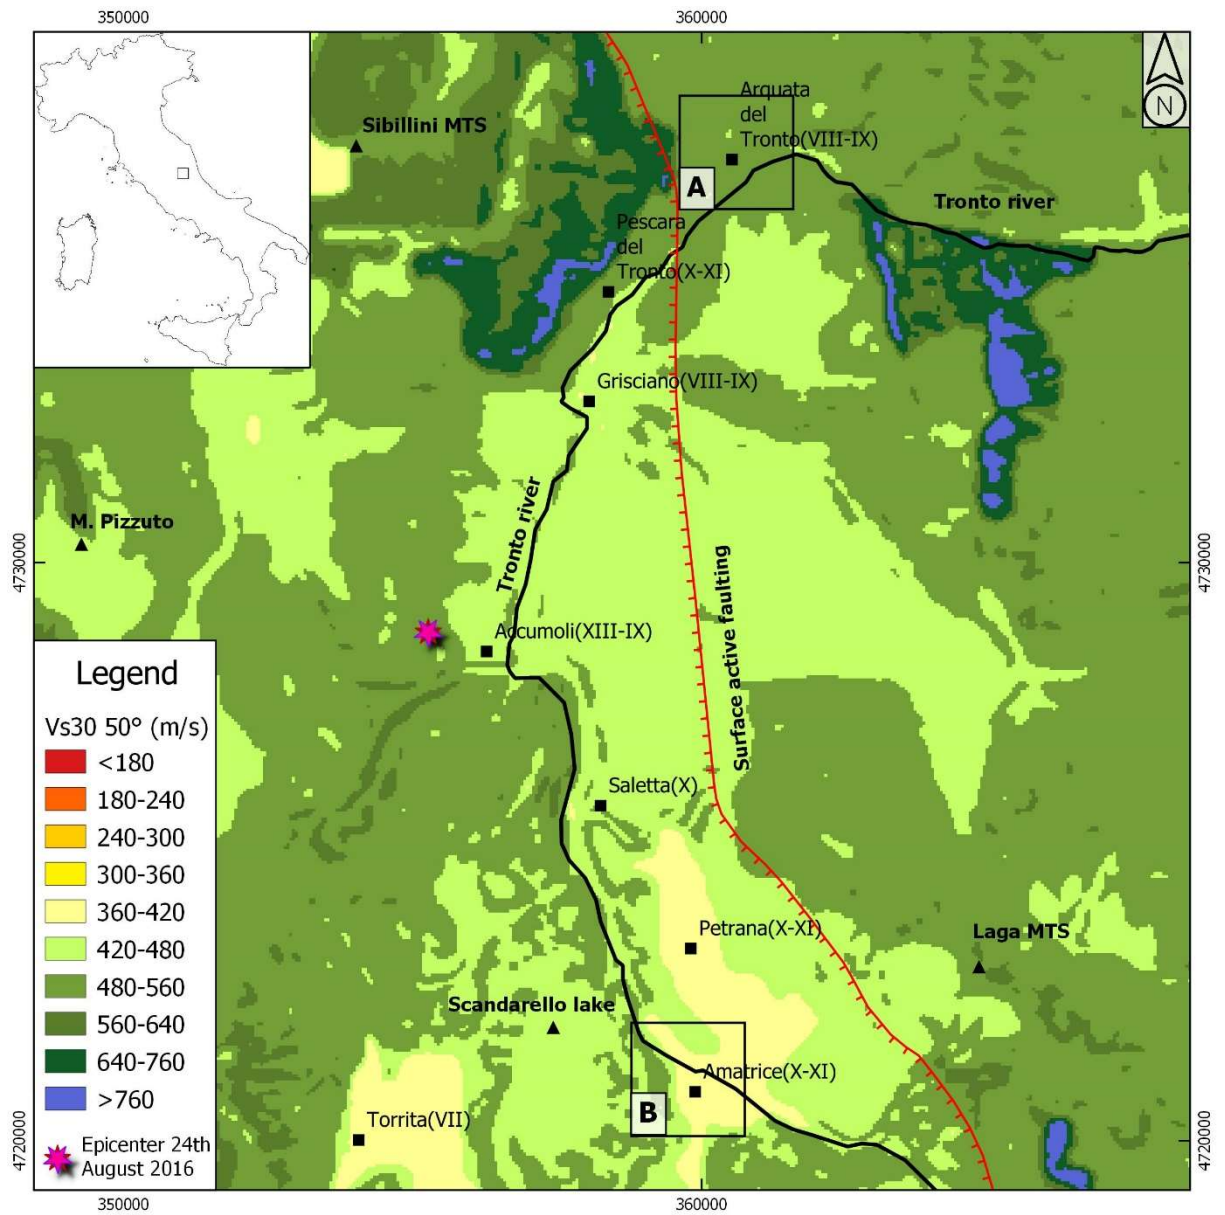 350000
360000
N
Sibillini MTS
Arquata
del
Tronto(VIII-IX)
A
Tronto river
Pescara
del
Tronto(X-XI)
Grisciano(VIII-IX)
Tronto river
M. Pizzuto
4730000
4730000
Surface active faulting
Accumoli(XIII-IX)
Saletta(X)
Petrana(X-XI)
Laga MTS
Scandarello lake
Amatrice(X-XI)
B
Torrita(VII)
Legend
Vs30 50° (m/s)
<180
180-240
240-300
300-360
360-420
420-480
480-560
560-640
640-760
>760
Epicenter 24th
August 2016
4720000
4720000
350000
360000